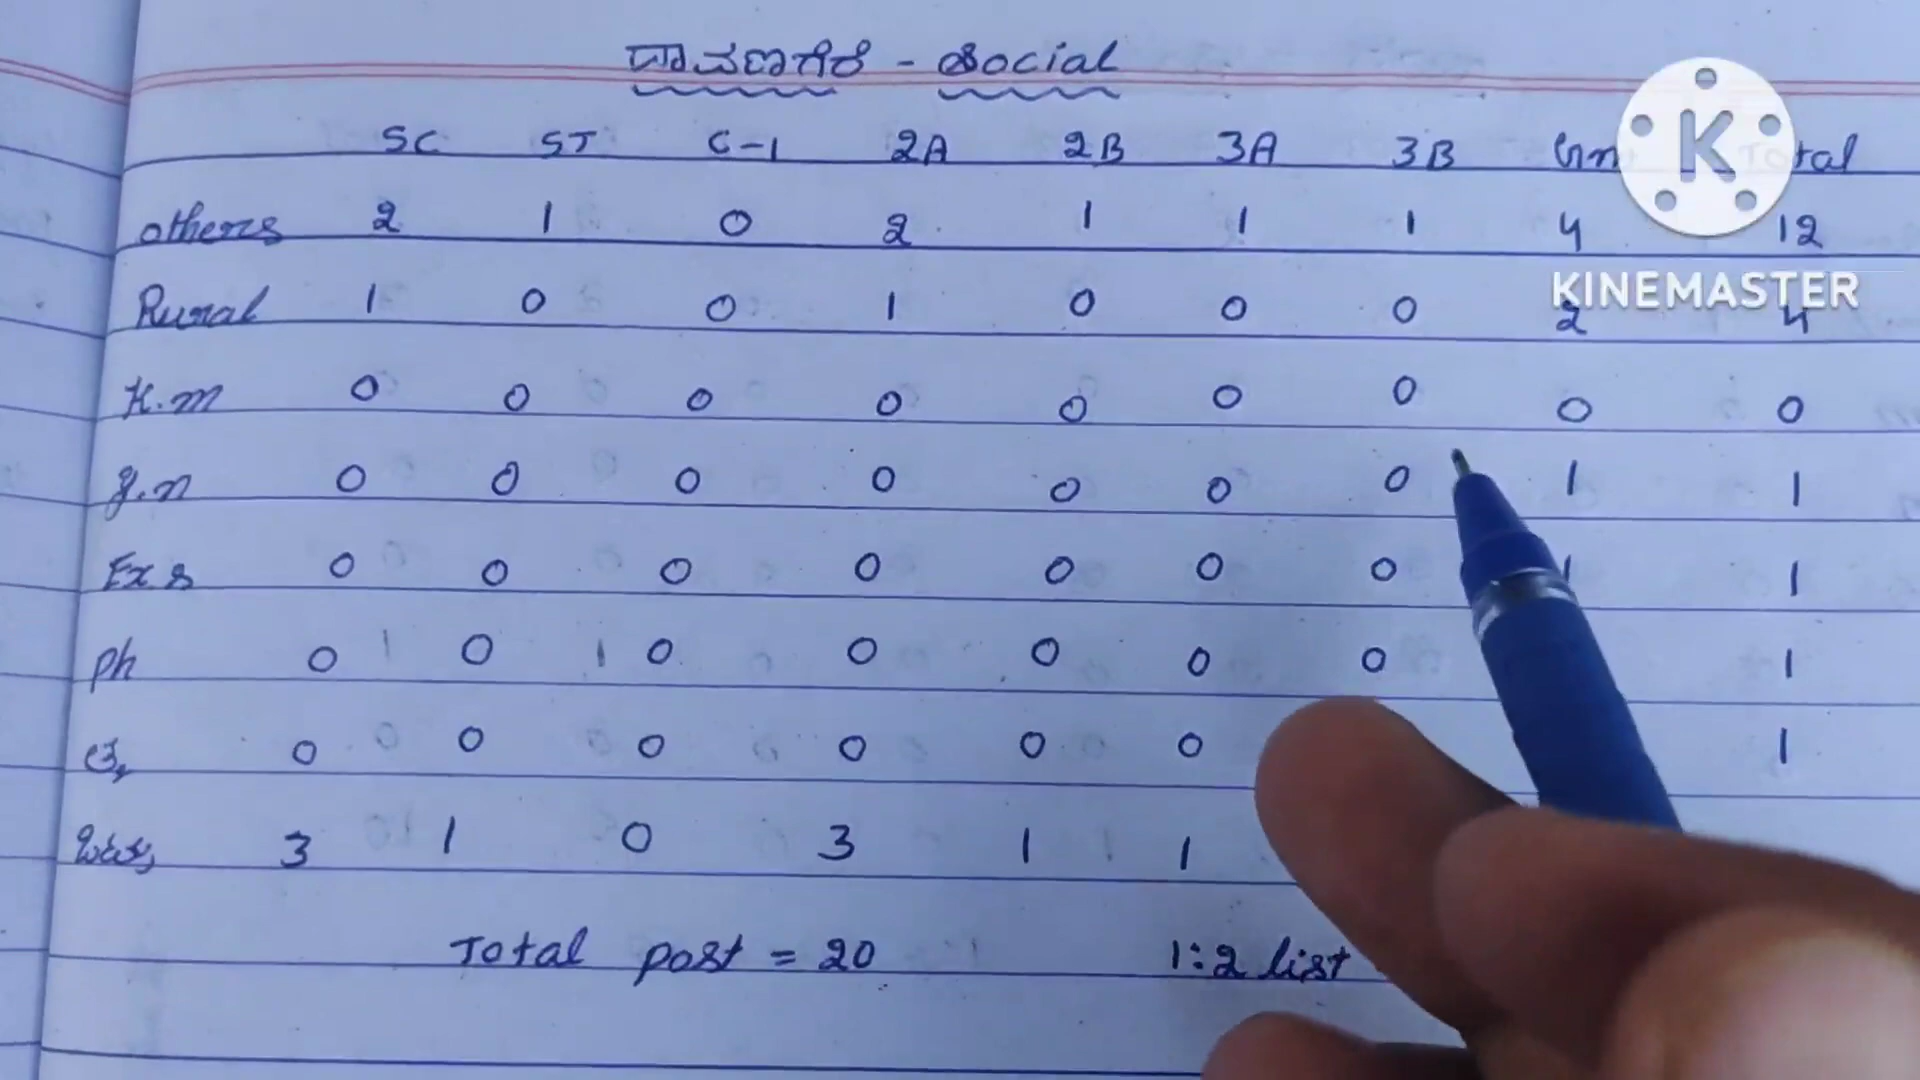 ದಾವಣಗೆರೆ - Social
SC ST C-1 2A 2B 3A 3B Gm Total
others 2 1 0 2 1 1 1 4 12
KINEMASTER
Rural 1 0 0 1 0 0 0 2 4
K.m 0 0 0 0 0 0 0 0 0
g.m 0 0 0 0 0 0 0 1 1
Ex s 0 0 0 0 0 0 0 1 1
Ph 0 0 0 0 0 0 0 1
0 0 0 0 0 0 1
ಒಟ್ಟು 3 1 0 3 1 1
Total post = 20 1:2 list